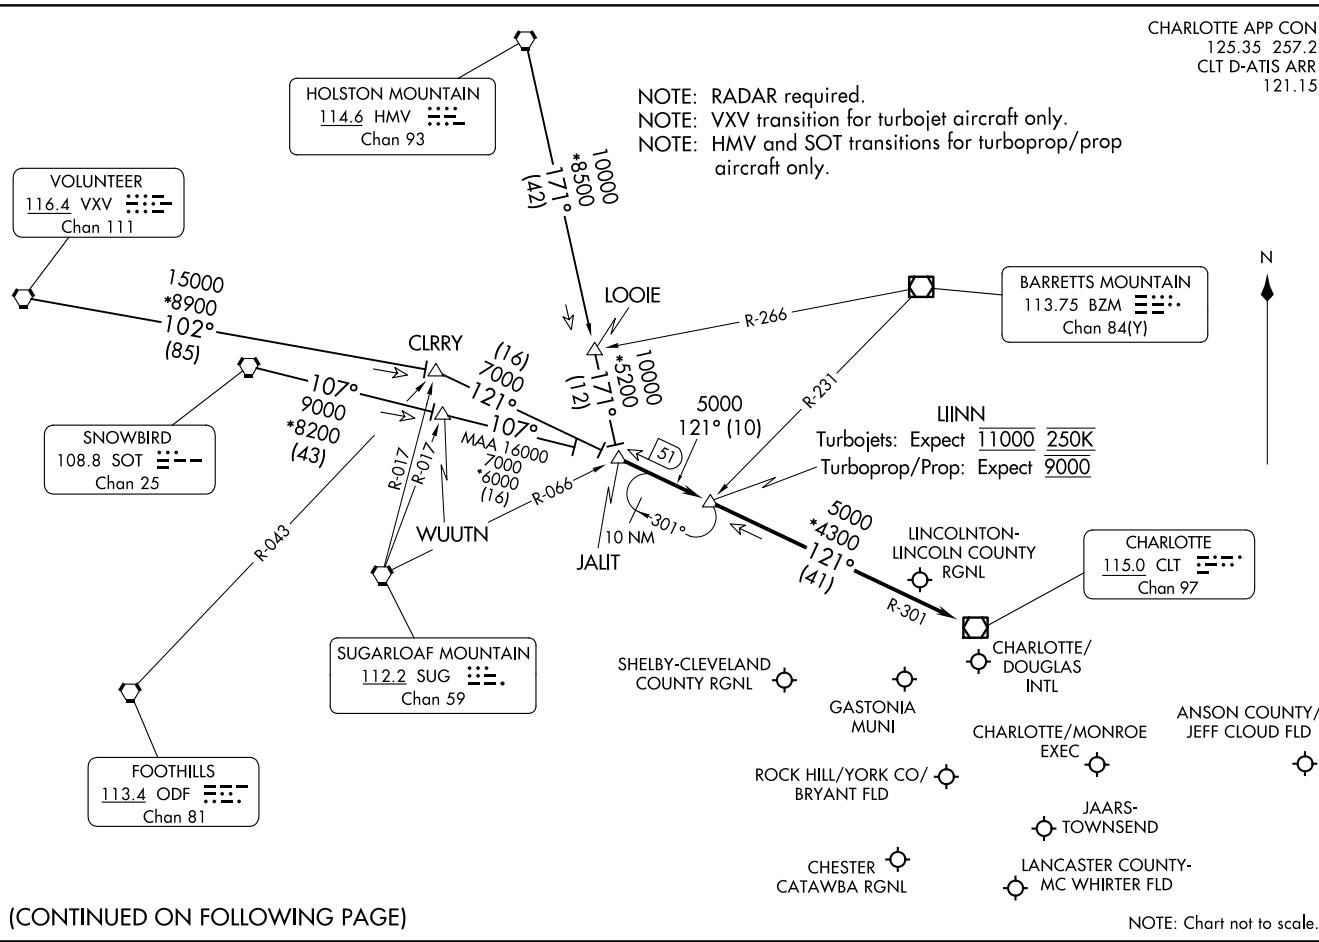 CHARLOTTE APP CON
125.35 257.2
CLT D-ATIS ARR
121.15
HOLSTON MOUNTAIN
114.6 HMV
Chan 93
NOTE: RADAR required.
NOTE: VXV transition for turbojet aircraft only.
NOTE: HMV and SOT transitions for turboprop/prop
aircraft only.
VOLUNTEER
116.4 VXV
Chan 111
10000
*8500
171°
(42)
15000
*8900
102°
(85)
LOOIE
R-266
BARRETTS MOUNTAIN
113.75 BZM
Chan 84(Y)
N
CLRRY
(16)
7000
121°
10000
*5200
171°
(12)
R-231
107°
9000
*8200
(43)
107°
MAA 16000
7000
*6000
(16)
5000
121° (10)
51
LIINN
Turbojets: Expect 11000 250K
Turboprop/Prop: Expect 9000
SNOWBIRD
108.8 SOT
Chan 25
R-017
R-017
R-066
R-043
WUUTN
301°
10 NM
JALIT
5000
*4300
121°
(41)
R-301
LINCOLNTON-
LINCOLN COUNTY
RGNL
CHARLOTTE
115.0 CLT
Chan 97
SUGARLOAF MOUNTAIN
112.2 SUG
Chan 59
SHELBY-CLEVELAND
COUNTY RGNL
CHARLOTTE/
DOUGLAS
INTL
GASTONIA
MUNI
CHARLOTTE/MONROE
EXEC
ANSON COUNTY/
JEFF CLOUD FLD
FOOTHILLS
113.4 ODF
Chan 81
ROCK HILL/YORK CO/
BRYANT FLD
JAARS-
TOWNSEND
CHESTER
CATAWBA RGNL
LANCASTER COUNTY-
MC WHIRTER FLD
(CONTINUED ON FOLLOWING PAGE)
NOTE: Chart not to scale.